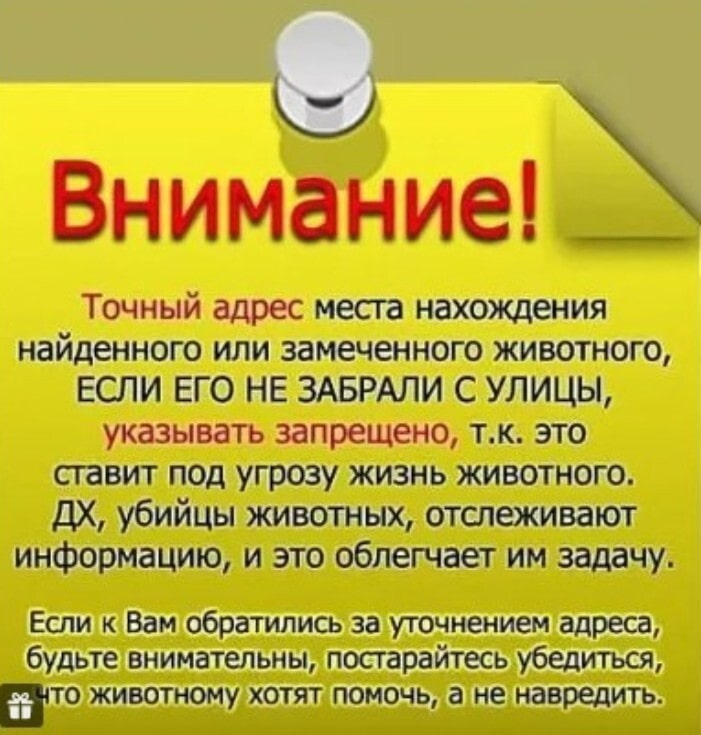 Внимание!
Точный адрес места нахождения
найденного или замеченного животного,
ЕСЛИ ЕГО НЕ ЗАБРАЛИ С УЛИЦЫ,
указывать запрещено, т.к. это
ставит под угрозу жизнь животного.
ДХ, убийцы животных, отслеживают
информацию, и это облегчает им задачу.
Если к Вам обратились за уточнением адреса,
будьте внимательны, постарайтесь убедиться,
что животному хотят помочь, а не навредить.